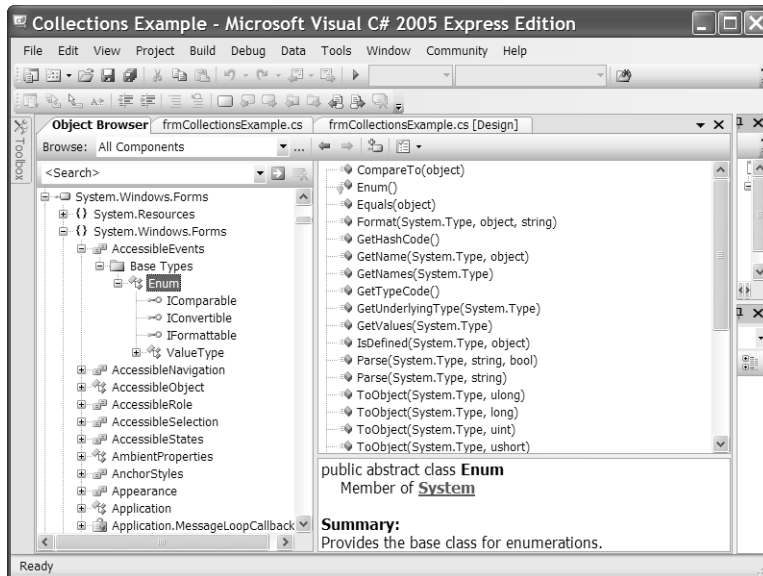 Collections Example - Microsoft Visual C# 2005 Express Edition
File Edit View Project Build Debug Data Tools Window Community Help
Toolbox
Object Browser frmCollectionsExample.cs frmCollectionsExample.cs [Design]
Browse: All Components
<Search>
System.Windows.Forms
{} System.Resources
{} System.Windows.Forms
AccessibleEvents
Base Types
Enum
IComparable
IConvertible
IFormattable
ValueType
AccessibleNavigation
AccessibleObject
AccessibleRole
AccessibleSelection
AccessibleStates
AmbientProperties
AnchorStyles
Appearance
Application
Application.MessageLoopCallback
CompareTo(object)
Enum()
Equals(object)
Format(System.Type, object, string)
GetHashCode()
GetName(System.Type, object)
GetNames(System.Type)
GetTypeCode()
GetUnderlyingType(System.Type)
GetValues(System.Type)
IsDefined(System.Type, object)
Parse(System.Type, string, bool)
Parse(System.Type, string)
ToObject(System.Type, ulong)
ToObject(System.Type, long)
ToObject(System.Type, uint)
ToObject(System.Type, ushort)
public abstract class Enum
Member of System
Summary:
Provides the base class for enumerations.
Ready